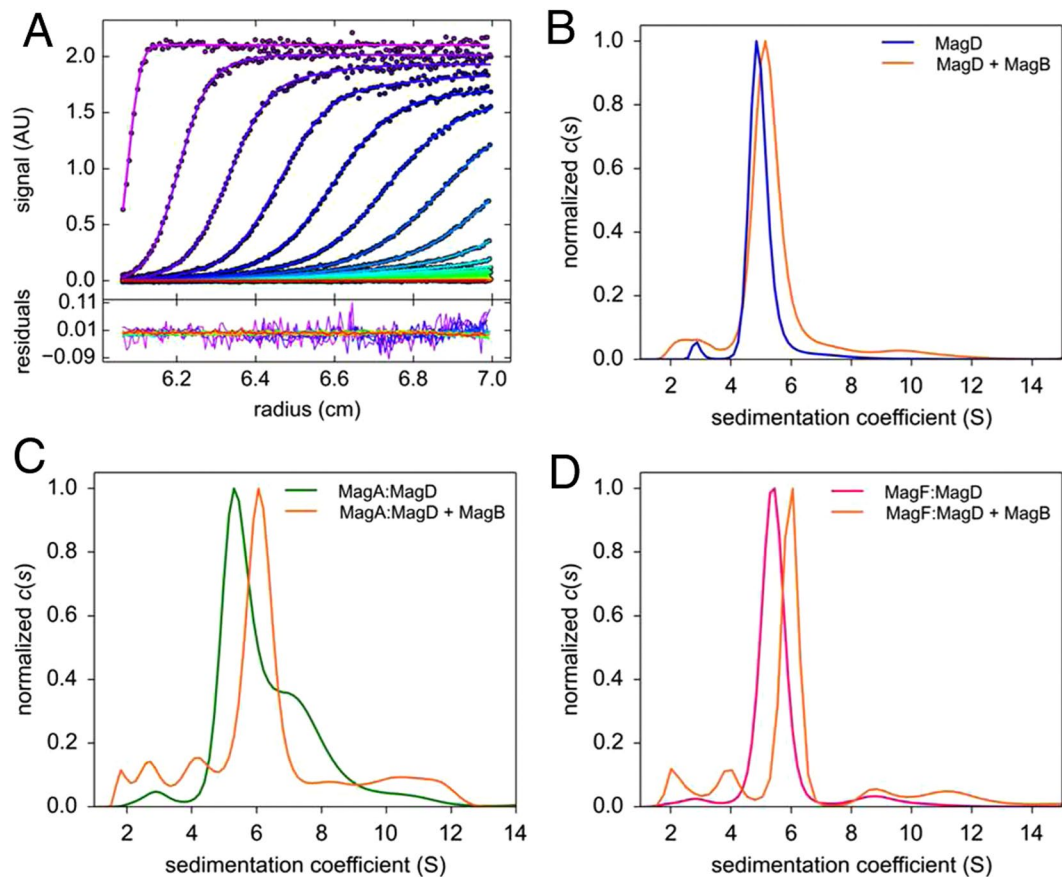 A
signal (AU)
2.0
1.5
1.0
0.5
0.0
residuals
0.11
0.01
−0.09
6.2 6.4 6.6 6.8 7.0
radius (cm)
B
normalized c(s)
1.0
0.8
0.6
0.4
0.2
0.0
MagD
MagD + MagB
2 4 6 8 10 12 14
sedimentation coefficient (S)
C
normalized c(s)
1.0
0.8
0.6
0.4
0.2
0.0
MagA:MagD
MagA:MagD + MagB
2 4 6 8 10 12 14
sedimentation coefficient (S)
D
normalized c(s)
1.0
0.8
0.6
0.4
0.2
0.0
MagF:MagD
MagF:MagD + MagB
2 4 6 8 10 12 14
sedimentation coefficient (S)